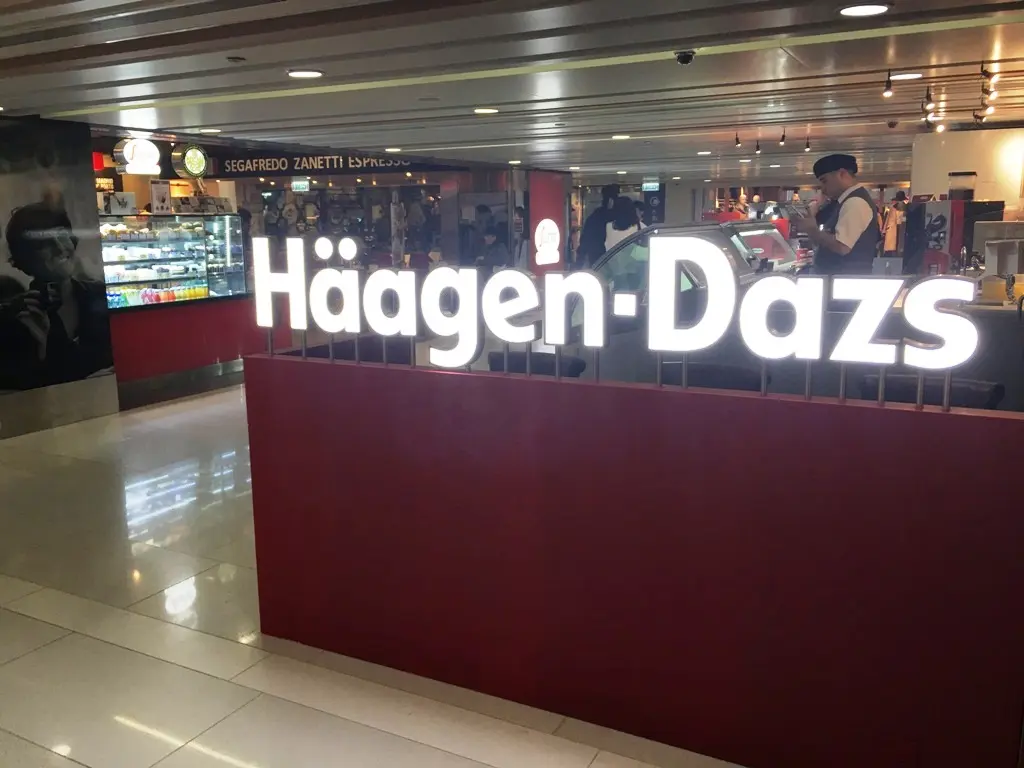 SEGAFREDO ZANETTI ESPRESSO
Häagen-Dazs